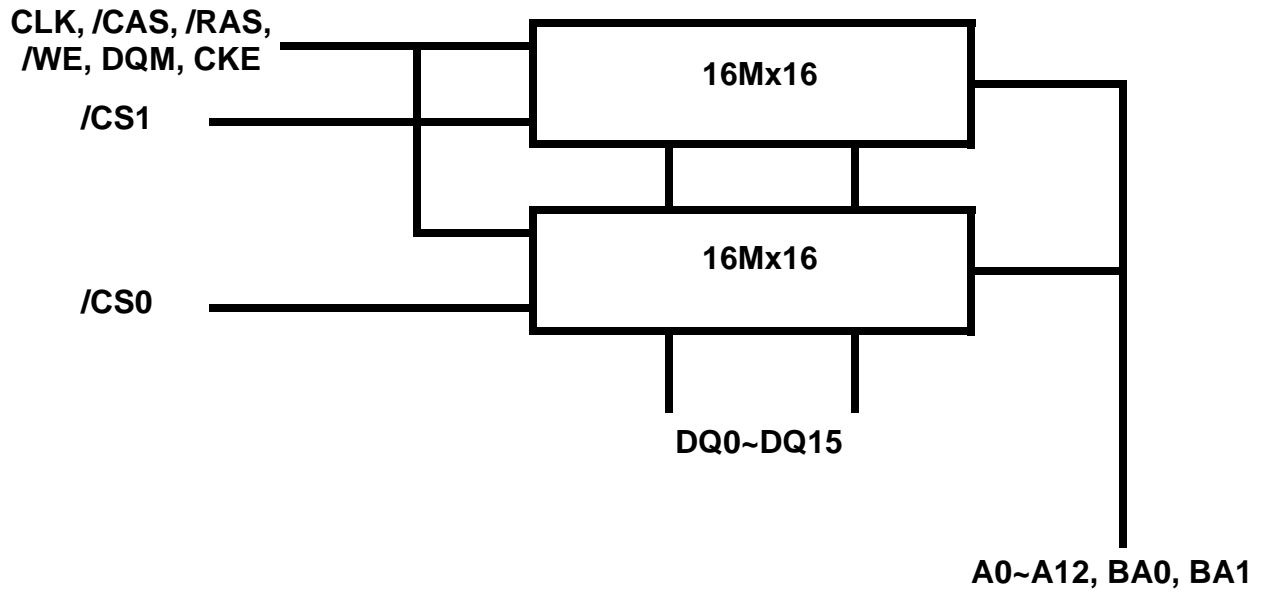 CLK, /CAS, /RAS,
/WE, DQM, CKE
16Mx16
/CS1
16Mx16
/CS0
DQ0~DQ15
A0~A12, BA0, BA1